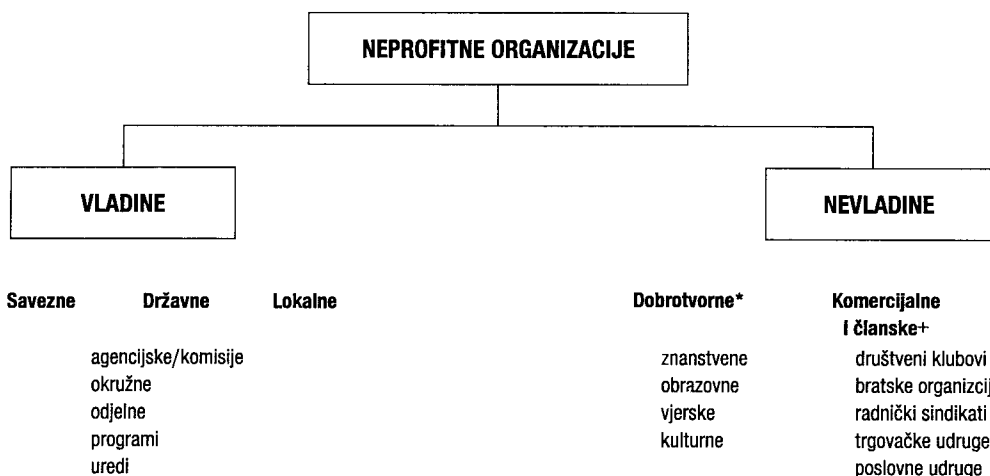 NEPROFITNE ORGANIZACIJE
VLADINE
NEVLADINE
Savezne Državne Lokalne
agencijske/komisije
okružne
odjelne
programi
uredi
Dobrotvorne*
znanstvene
obrazovne
vjerske
kulturne
Komercijalne
i članske+
društveni klubovi
bratske organizcij
radnički sindikati
trgovačke udruge
poslovne udruge